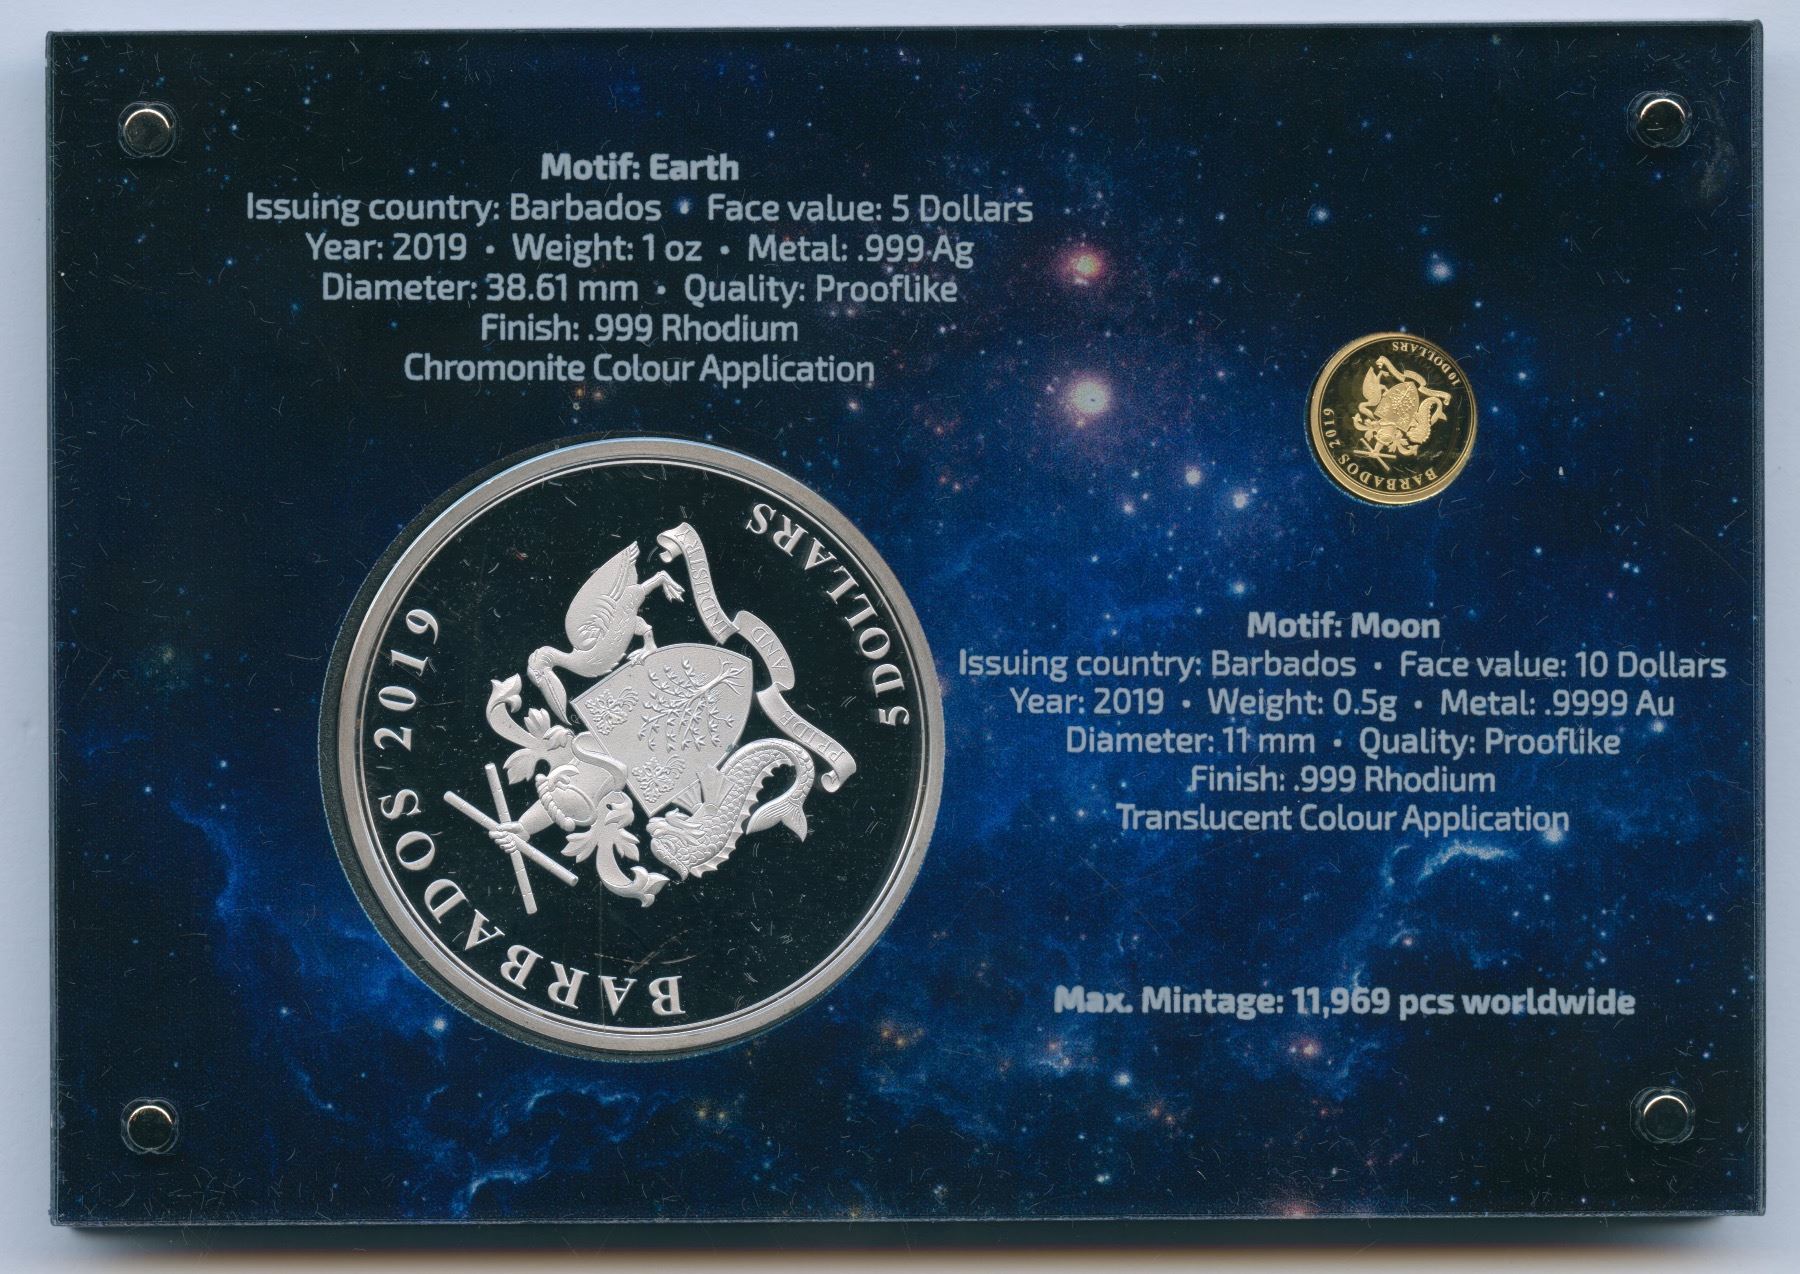 Motif: Earth
Issuing country: Barbados • Face value: 5 Dollars
Year: 2019 • Weight: 1 oz • Metal: .999 Ag
Diameter: 38.61 mm • Quality: Prooflike
Finish: .999 Rhodium
Chromonite Colour Application
BARBADOS 2019
5 DOLLARS
PRIDE AND INDUSTRY
BARBADOS 2019
10 DOLLARS
Motif: Moon
Issuing country: Barbados • Face value: 10 Dollars
Year: 2019 • Weight: 0.5g • Metal: .9999 Au
Diameter: 11 mm • Quality: Prooflike
Finish: .999 Rhodium
Translucent Colour Application
Max. Mintage: 11,969 pcs worldwide